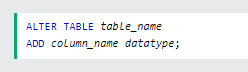 ALTER TABLE table_name
ADD column_name datatype;